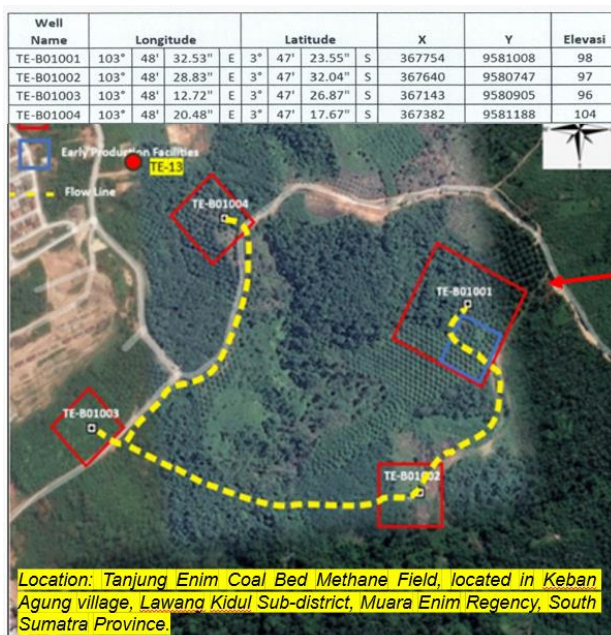 Well Name Longitude Latitude X Y Elevasi
TE-B01001 103° 48' 32.53" E 3° 47' 23.55" S 367754 9581008 98
TE-B01002 103° 48' 28.83" E 3° 47' 32.04" S 367640 9580747 97
TE-B01003 103° 48' 12.72" E 3° 47' 26.87" S 367143 9580905 96
TE-B01004 103° 48' 20.48" E 3° 47' 17.67" S 367382 9581188 104
Early Production Facilities
TE-13
Flow Line
TE-B01004
TE-B01001
TE-B01003
TE-B01002
Location: Tanjung Enim Coal Bed Methane Field, located in Keban
Agung village, Lawang Kidul Sub-district, Muara Enim Regency, South
Sumatra Province.